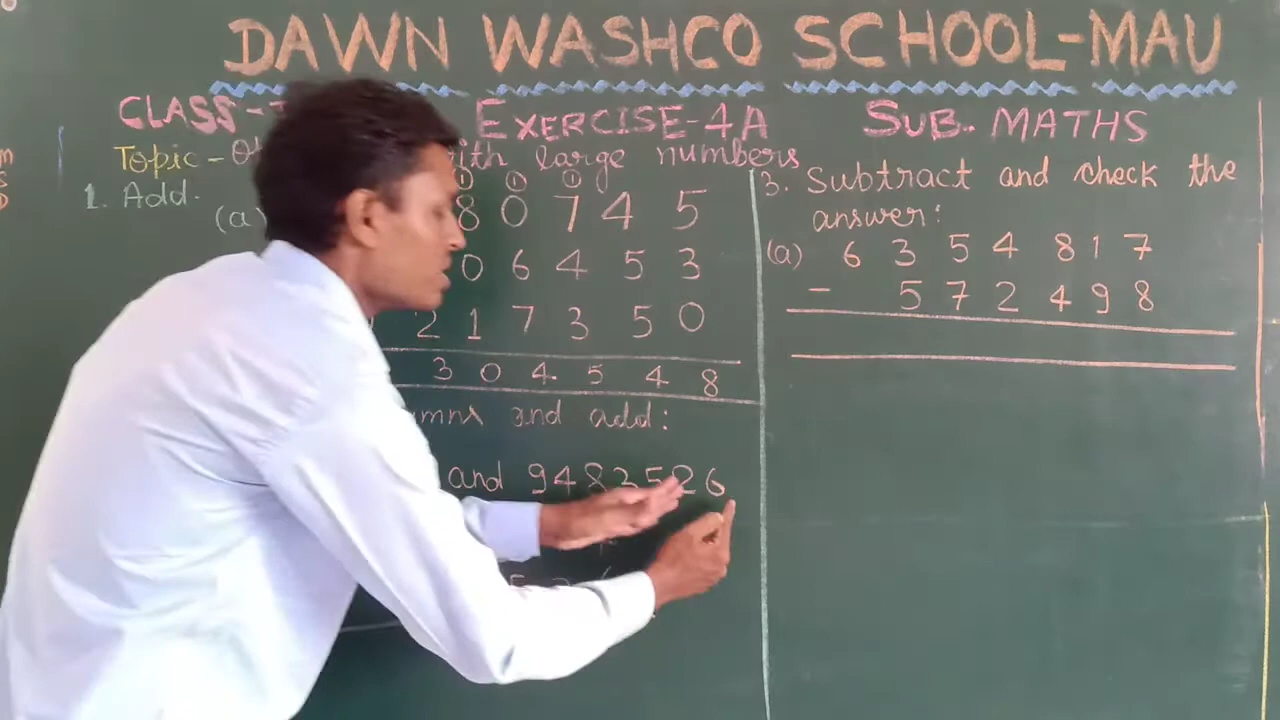 DAWN WASHCO SCHOOL-MAU
CLASS-
EXERCISE-4A
SUB. MATHS
Topic - with large numbers
1. Add.
(a)
① ① ①
8 0 7 4 5
0 6 4 5 3
2 1 7 3 5 0
3 0 4 5 4 8
and add:
and 9483526
3. Subtract and check the
answer:
(a) 6 3 5 4 8 1 7
- 5 7 2 4 9 8